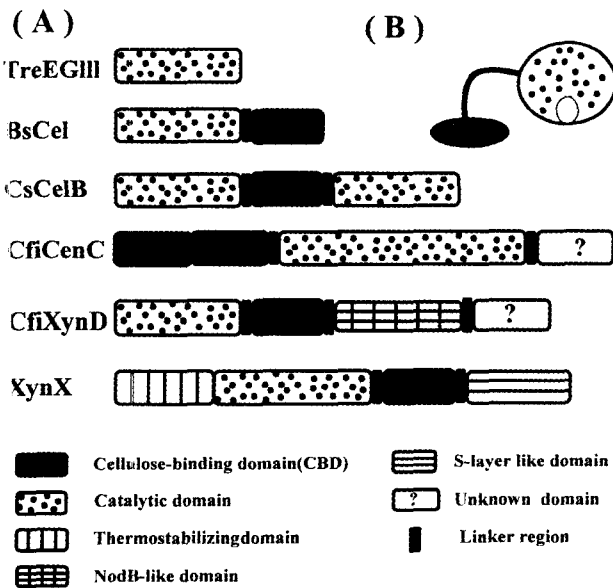 ( A )
( B )
TreEGIII
BsCel
CsCelB
CfiCenC
?
CfiXynD
?
XynX
Cellulose-binding domain(CBD)
S-layer like domain
Catalytic domain
?
Unknown domain
Thermostabilizingdomain
Linker region
NodB-like domain